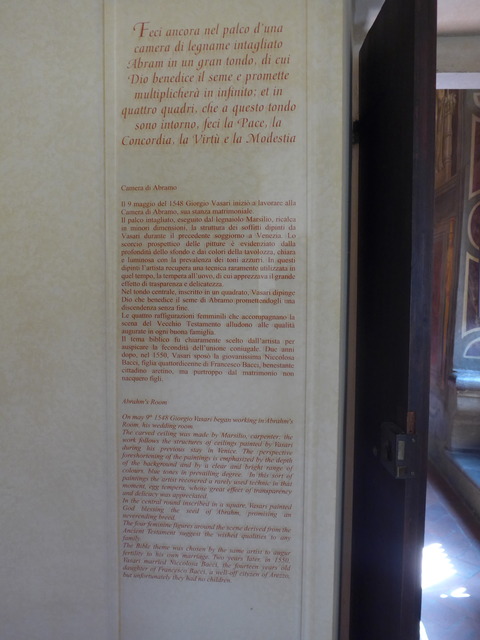 Feci ancora nel palco d'una
camera di legname intagliato
Abram in un gran tondo, di cui
Dio benedice il seme e promette
multiplicherà in infinito; et in
quattro quadri, che a questo tondo
sono intorno, feci la Pace, la
Concordia, la Virtù e la Modestia
Camera di Abramo
Il 9 maggio del 1548 Giorgio Vasari iniziò a lavorare alla
Camera di Abramo, sua stanza matrimoniale.
Il palco intagliato, eseguito dal legnaiolo Marsilio, ricalca
in minori dimensioni, la struttura dei soffitti dipinti da
Vasari durante il precedente soggiorno a Venezia. Lo
scorcio prospettico delle pitture è evidenziato dalla
profondità dello sfondo e dai colori della tavolozza, chiara
e luminosa con la prevalenza dei toni azzurri. In questi
dipinti l'artista recupera una tecnica raramente utilizzata in
quel tempo, la tempera all'uovo, di cui apprezzava il grande
effetto di trasparenza e delicatezza.
Nel tondo centrale, inscritto in un quadrato, Vasari dipinge
Dio che benedice il seme di Abramo promettandogli una
discendenza senza fine.
Le quattro raffigurazioni femminili che accompagnano la
scena del Vecchio Testamento alludono alle qualità
augurate in ogni buona famiglia.
Il tema biblico fu chiaramente scelto dall'artista per
auspicare la fecondità dell'unione coniugale. Due anni
dopo, nel 1550, Vasari sposò la giovanissima Niccolosa
Bacci, figlia quattordicenne di Francesco Bacci, benestante
cittadino aretino, ma purtroppo dal matrimonio non
nacquero figli.
Abrahm's Room
On may 9th 1548 Giorgio Vasari began working in Abrahm's
Room, his wedding room.
The carved ceiling was made by Marsilio, carpenter: the
work follows the structures of ceilings painted by Vasari
during his previous stay in Venice. The perspective
foreshortening of the paintings is emphasized by the depth
of the background and by a clear and bright range of
colours, blue tones in prevailing degree. In this sory of
paintings the artist recovered a rarely used technic in that
moment, egg tempera, whose great effect of transparency
and delicacy was appreciated.
In the central round inscribed in a square, Vasari painted
God blessing the seed of Abrahm, promising an
neverending breed.
The four feminine figures around the scene derived from the
Ancient Testament suggest the wished qualities to any
family.
The Bible theme was chosen by the same artist to augur
fertility to his own marriage. Two years later, in 1550,
Vasari married Niccolosa Bacci, the fourteen years old
daughter of Francesco Bacci, a well-off citezen of Arezzo,
but unfortunately they had no children.